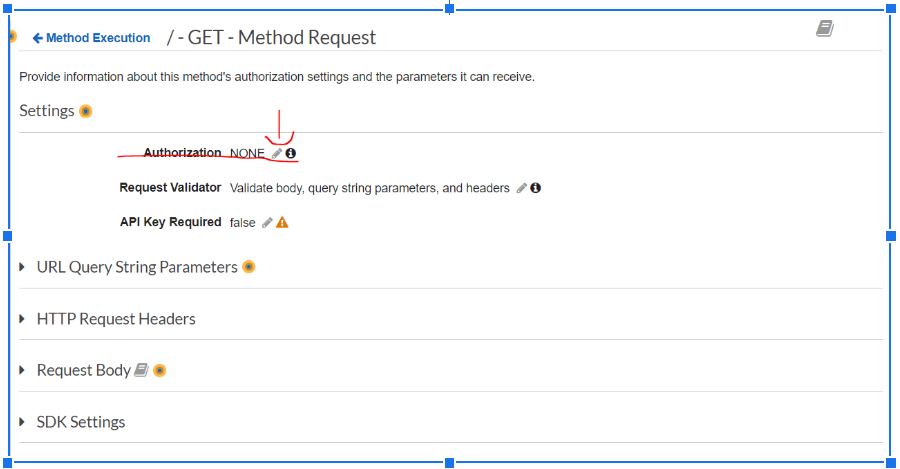 Method Execution / - GET - Method Request
Provide information about this method's authorization settings and the parameters it can receive.
Settings
Authorization NONE
Request Validator Validate body, query string parameters, and headers
API Key Required false
URL Query String Parameters
HTTP Request Headers
Request Body
SDK Settings